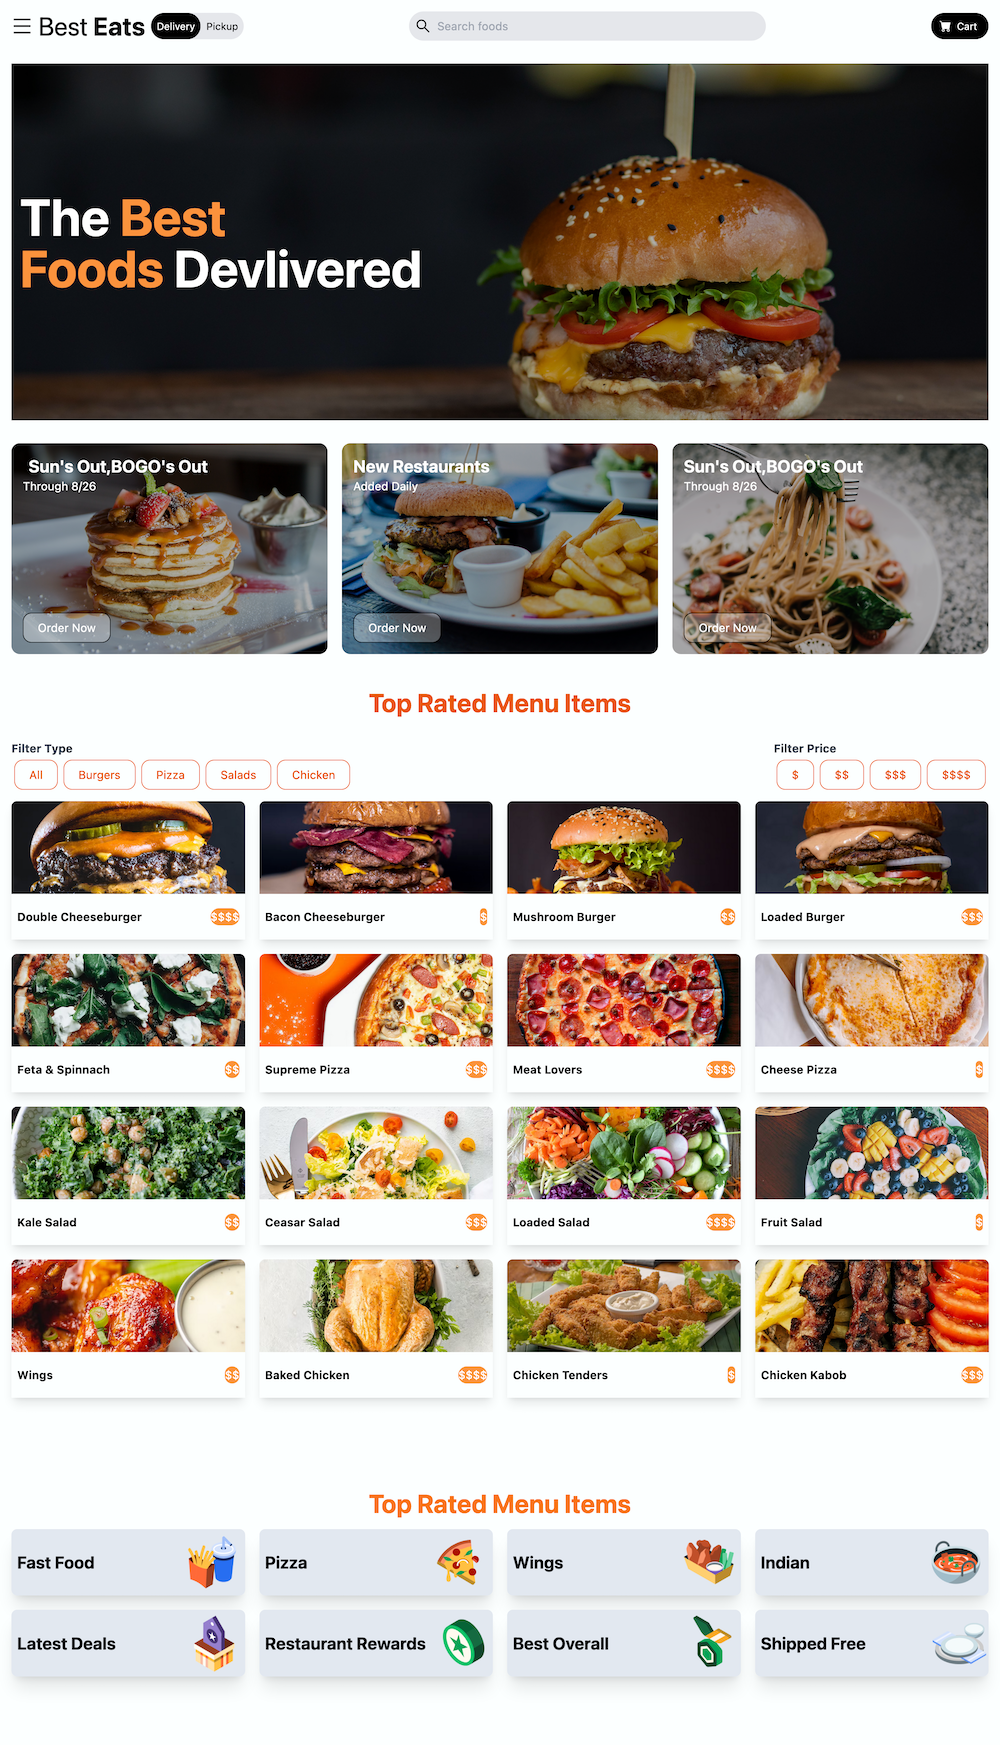 Best Eats Delivery Pickup Search foods Cart
The Best
Foods Devlivered
Sun's Out,BOGO's Out
Through 8/26
Order Now
New Restaurants
Added Daily
Order Now
Sun's Out,BOGO's Out
Through 8/26
Order Now
Top Rated Menu Items
Filter Type
All Burgers Pizza Salads Chicken
Filter Price
$ $$ $$$ $$$$
Double Cheeseburger $$$$
Bacon Cheeseburger $
Mushroom Burger $$
Loaded Burger $$$
Feta & Spinnach $$
Supreme Pizza $$$
Meat Lovers $$$$
Cheese Pizza $
Kale Salad $$
Ceasar Salad $$$
Loaded Salad $$$$
Fruit Salad $
Wings $$
Baked Chicken $$$$
Chicken Tenders $
Chicken Kabob $$$
Top Rated Menu Items
Fast Food
Pizza
Wings
Indian
Latest Deals
Restaurant Rewards
Best Overall
Shipped Free